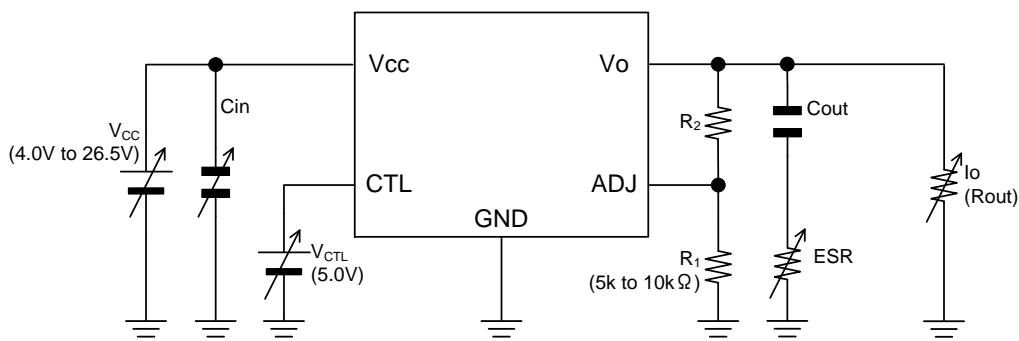 Vcc
Vo
Cin
Cout
R2
VCC
(4.0V to 26.5V)
CTL
ADJ
Io
(Rout)
GND
VCTL
(5.0V)
R1
(5k to 10kΩ)
ESR